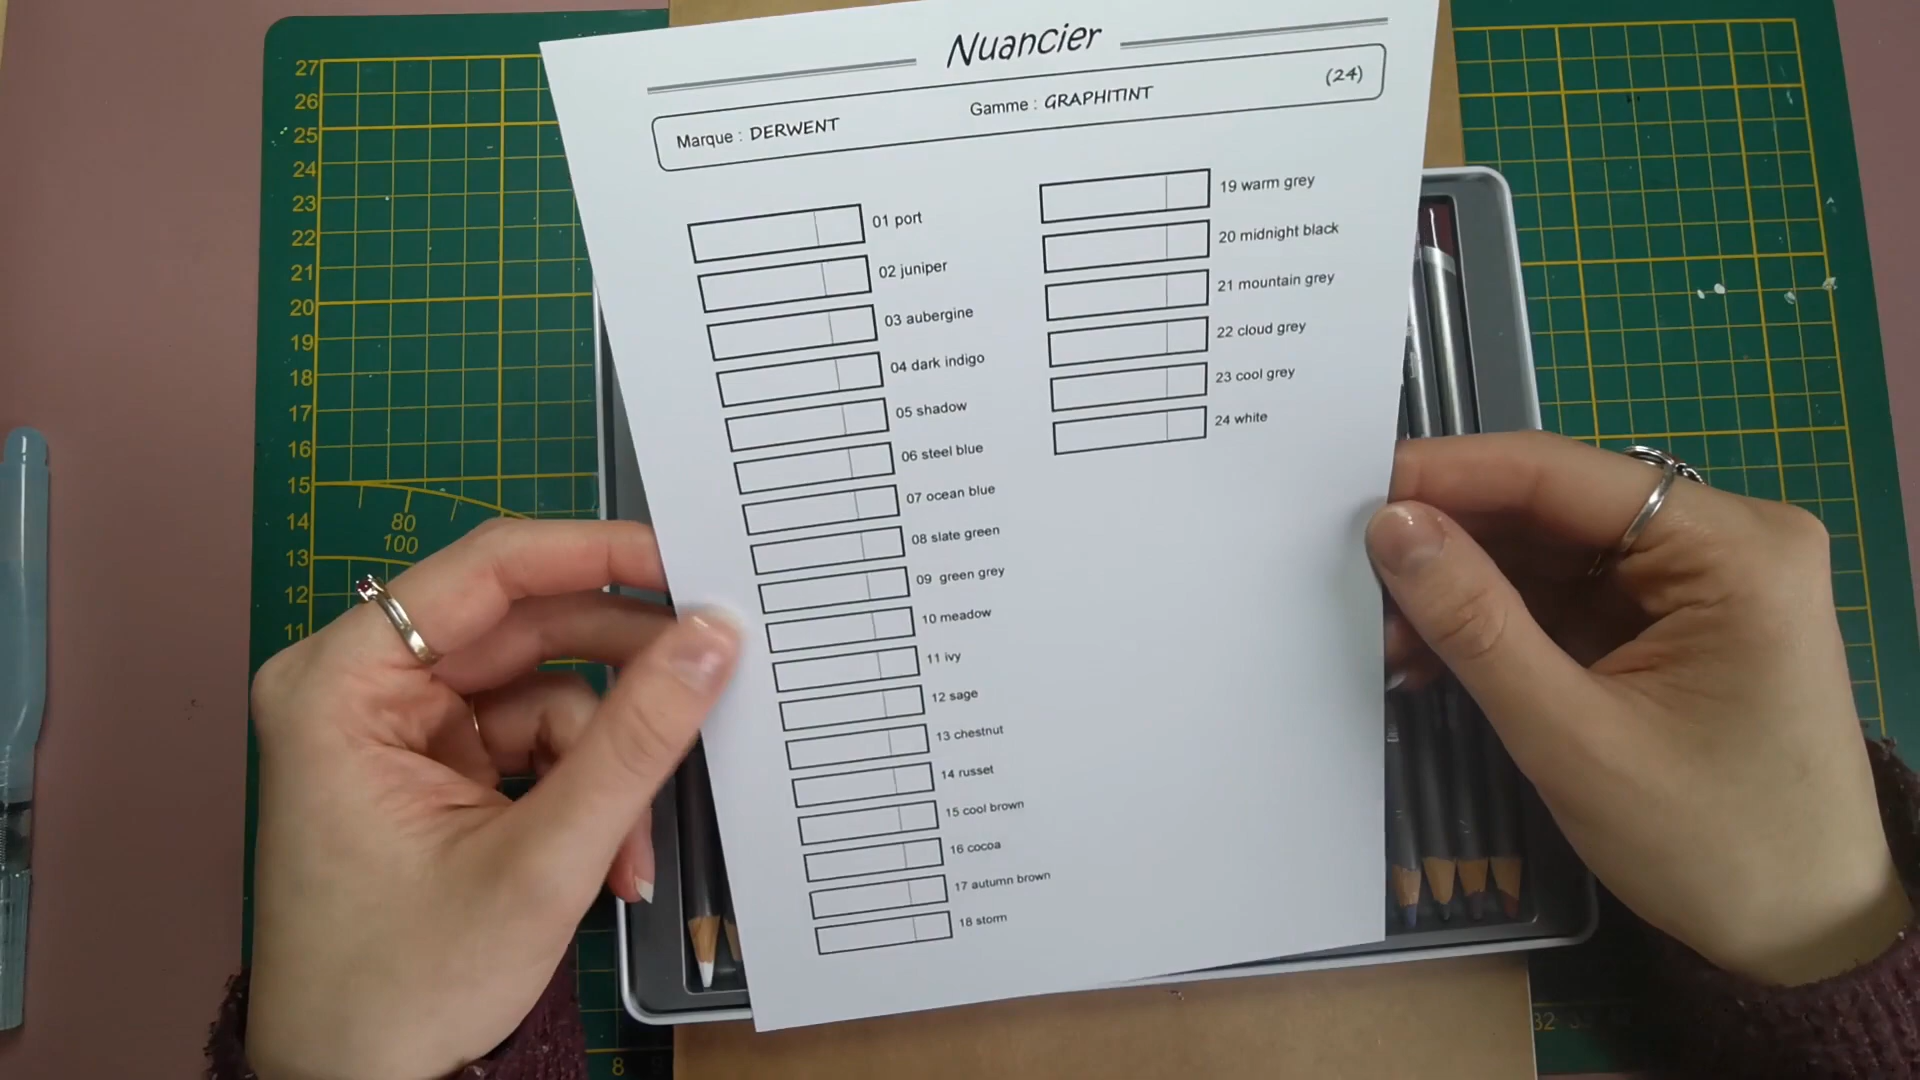 Nuancier
Marque : DERWENT Gamme : GRAPHITINT (24)
01 port
02 juniper
03 aubergine
04 dark indigo
05 shadow
06 steel blue
07 ocean blue
08 slate green
09 green grey
10 meadow
11 ivy
12 sage
13 chestnut
14 russet
15 cool brown
16 cocoa
17 autumn brown
18 storm
19 warm grey
20 midnight black
21 mountain grey
22 cloud grey
23 cool grey
24 white
27
26
25
24
23
22
21
20
19
18
17
16
15
14
13
12
11
80
100
8
32